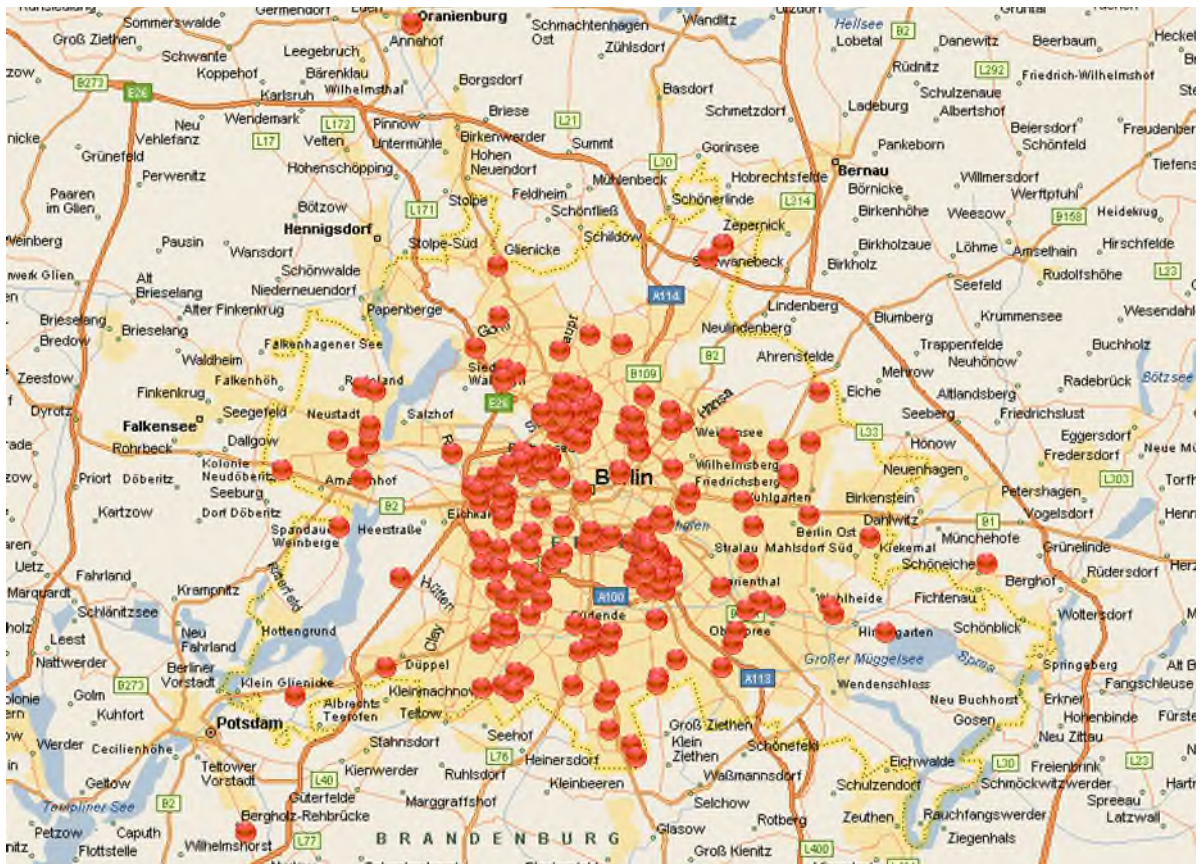 Sommerswalde
Germendorf
Oranienburg
Schmachtenhagen
Ost
Wandlitz
Hellsee
B2
Danewitz
Beerbaum
Groß Ziethen
Schwante
Leegebruch
Annahof
Zühlsdorf
Lobetal
L292
B273
E26
Koppehof
Bärenklau
Wilhelmsthal
Borgsdorf
Basdorf
Rüdnitz
Schulzenaue
Friedrich-Wilhelmshof
Karlsruh
Schmetzdorf
Ladeburg
Albertshof
Neu
Vehlefanz
Wendemark
L172
Pinnow
Briese
L21
Beiersdorf
Freudenberg
L17
Velten
Untermühle
Birkenwerder
Summt
L20
Gorinsee
Pankeborn
Schönfeld
Grünefeld
Hohenschöpping
Hohen
Neuendorf
Mühlenbeck
Hobrechtsfelde
Bernau
Willmersdorf
Perwenitz
Feldheim
Schönerlinde
L314
Börnicke
Werftpfuhl
Paaren
im Glien
Bötzow
L171
Stolpe
Schönfließ
Zepernick
Birkenhöhe
Weesow
B158
Heidekrug
Hennigsdorf
Schildow
Pausin
Wansdorf
Stolpe-Süd
Glienicke
Birkholzaue
Löhme
Amselhain
Hirschfelde
Schönwalde
Birkholz
Rudolfshöhe
L23
Alt
Brieselang
Niederneuendorf
A114
Seefeld
Alter Finkenkrug
Papenberge
Lindenberg
Blumberg
Krummensee
Wesendahl
Brieselang
Brieselang
Neulindenberg
Bredow
Falkenhagener See
B2
Ahrensfelde
Trappenfelde
Neuhönow
Buchholz
Waldheim
B109
Mehrow
Radebrück
Bötzsee
Zeestow
Falkenhöh
Eiche
Altlandsberg
Finkenkrug
Seegefeld
Neustadt
Salzhof
E26
Hansa
Seeberg
Friedrichslust
Dyrotz
Falkensee
L33
Eggersdorf
Rohrbeck
Dallgow
Hönow
Fredersdorf
Neue
Kolonie
Neudöberitz
Wilhelmsberg
Neuenhagen
Priort
Döberitz
Seeburg
Berlin
Friedrichsberg
L303
Petershagen
Kuhlgarten
Birkenstein
Kartzow
Dorf Döberitz
B2
Vogelsdorf
Heerstraße
Berlin Ost
Dahlwitz
B1
Münchehofe
Weinberge
Stralau
Mahlsdorf Süd
Kiekemal
Grünelinde
Uetz
Fahrland
Krampnitz
Schöneiche
Berghof
Rüdersdorf
Marquardt
Schlänitzsee
Hütten
A100
Fichtenau
Woltersdorf
Leest
Neu
Fahrland
Hottengrund
Cley
Schönblick
Nattwerder
Berliner
Vorstadt
Düppel
Großer Müggelsee
Spree
Springeberg
B273
Golm
Klein Glienicke
Kleinmachnow
A113
Wendenschloss
Erkner
Fangschleuse
Kuhfort
Albrechts
Teerofen
Teltow
Neu Buchhorst
Potsdam
Groß Ziethen
Gosen
Hohenbinde
Werder
Cecilienhöhe
Stahnsdorf
Seehof
Klein
Ziethen
Schönefeld
Neu Zittau
L76
Heinersdorf
Eichwalde
L30
Freienbrink
L23
Teltower
Vorstadt
L40
Kienwerder
Ruhlsdorf
Kleinbeeren
Waßmannsdorf
Schulzendorf
Schmöckwitzwerder
Geltow
Güterfelde
Marggraffshof
Selchow
Spreeau
Templiner See
B2
Bergholz-Rehbrücke
Rotberg
Zeuthen
Rauchfangswerder
Latzwall
Petzow
Caputh
Wilhelmshorst
L77
BRANDENBURG
Glasow
Ziegenhals
Flottstelle
Groß Kienitz
L400